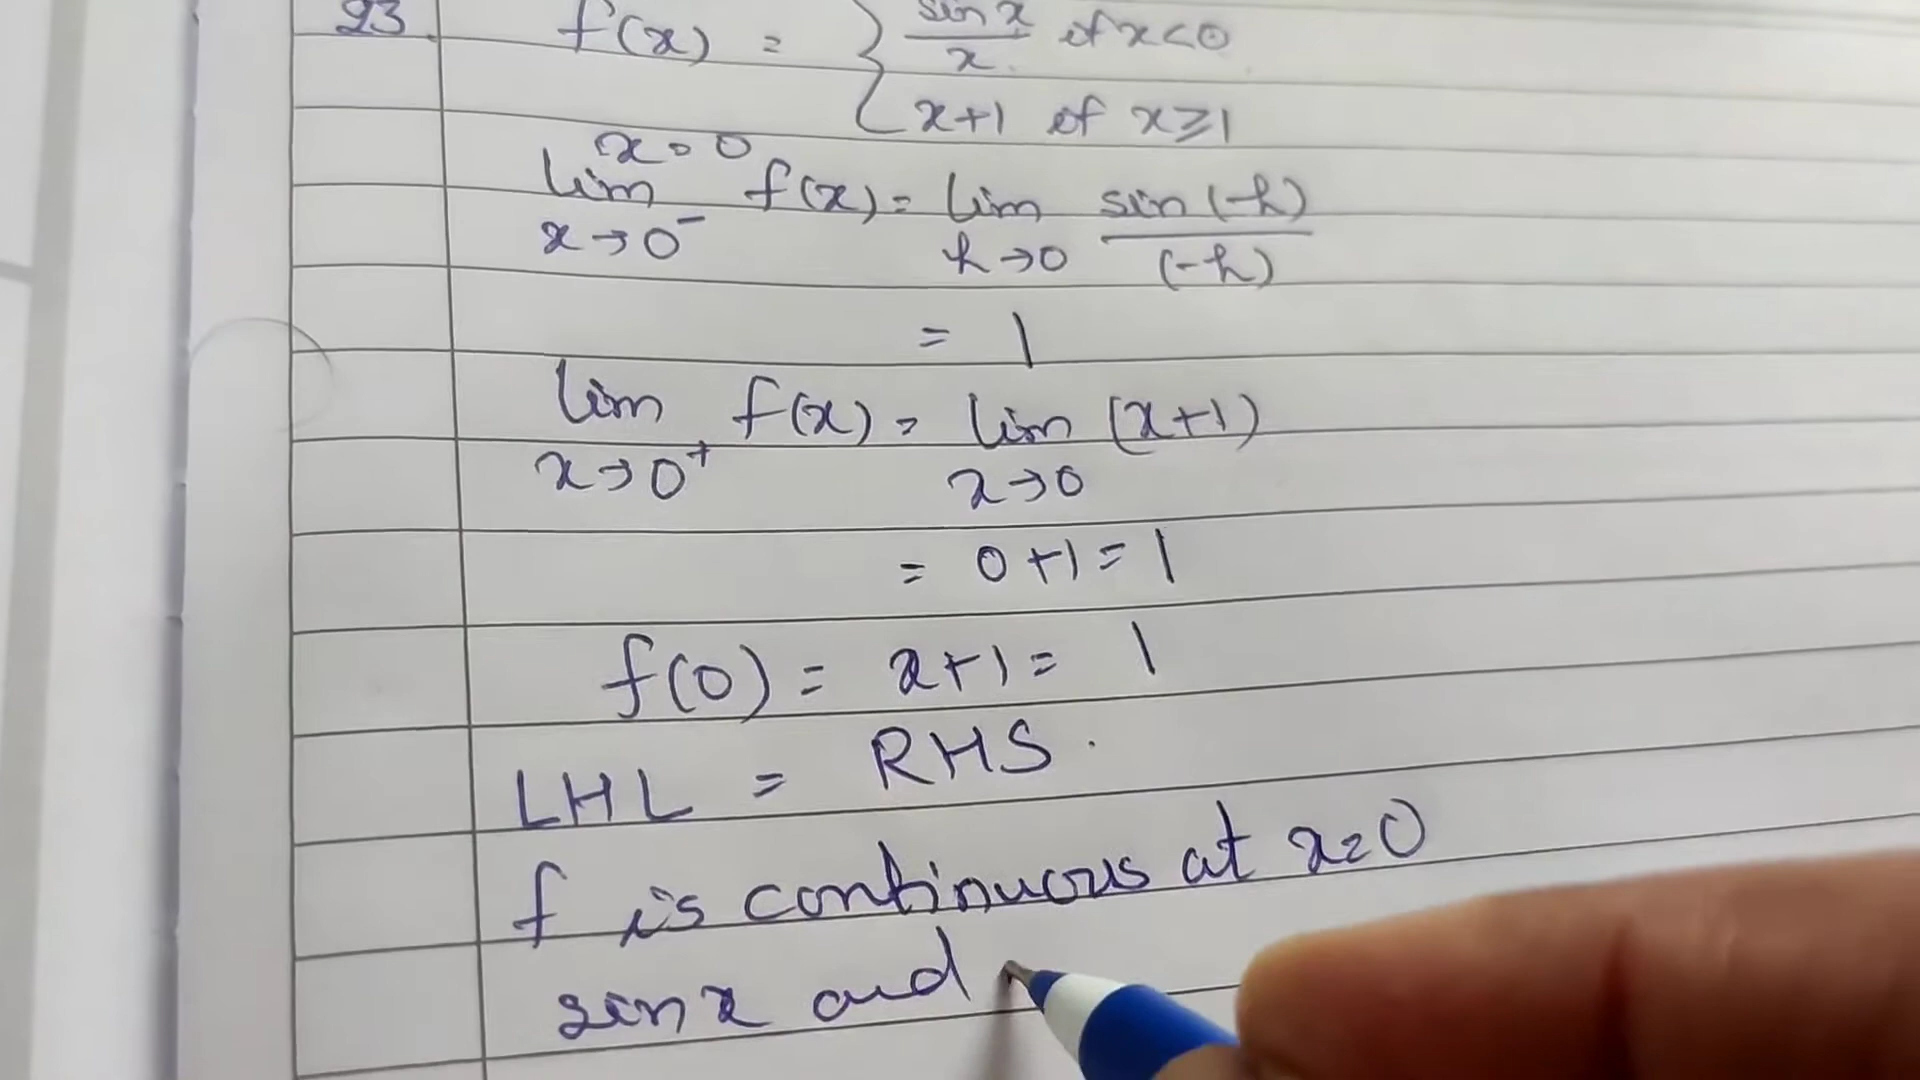 23. f(x) = { sin x / x if x<0
x+1 if x≥1
x=0
lim x→0⁻ f(x) = lim h→0 sin(-h) / (-h)
= 1
lim x→0⁺ f(x) = lim x→0 (x+1)
= 0+1 = 1
f(0) = x+1 = 1
LHL = RHS.
f is continuous at x=0
sin x and